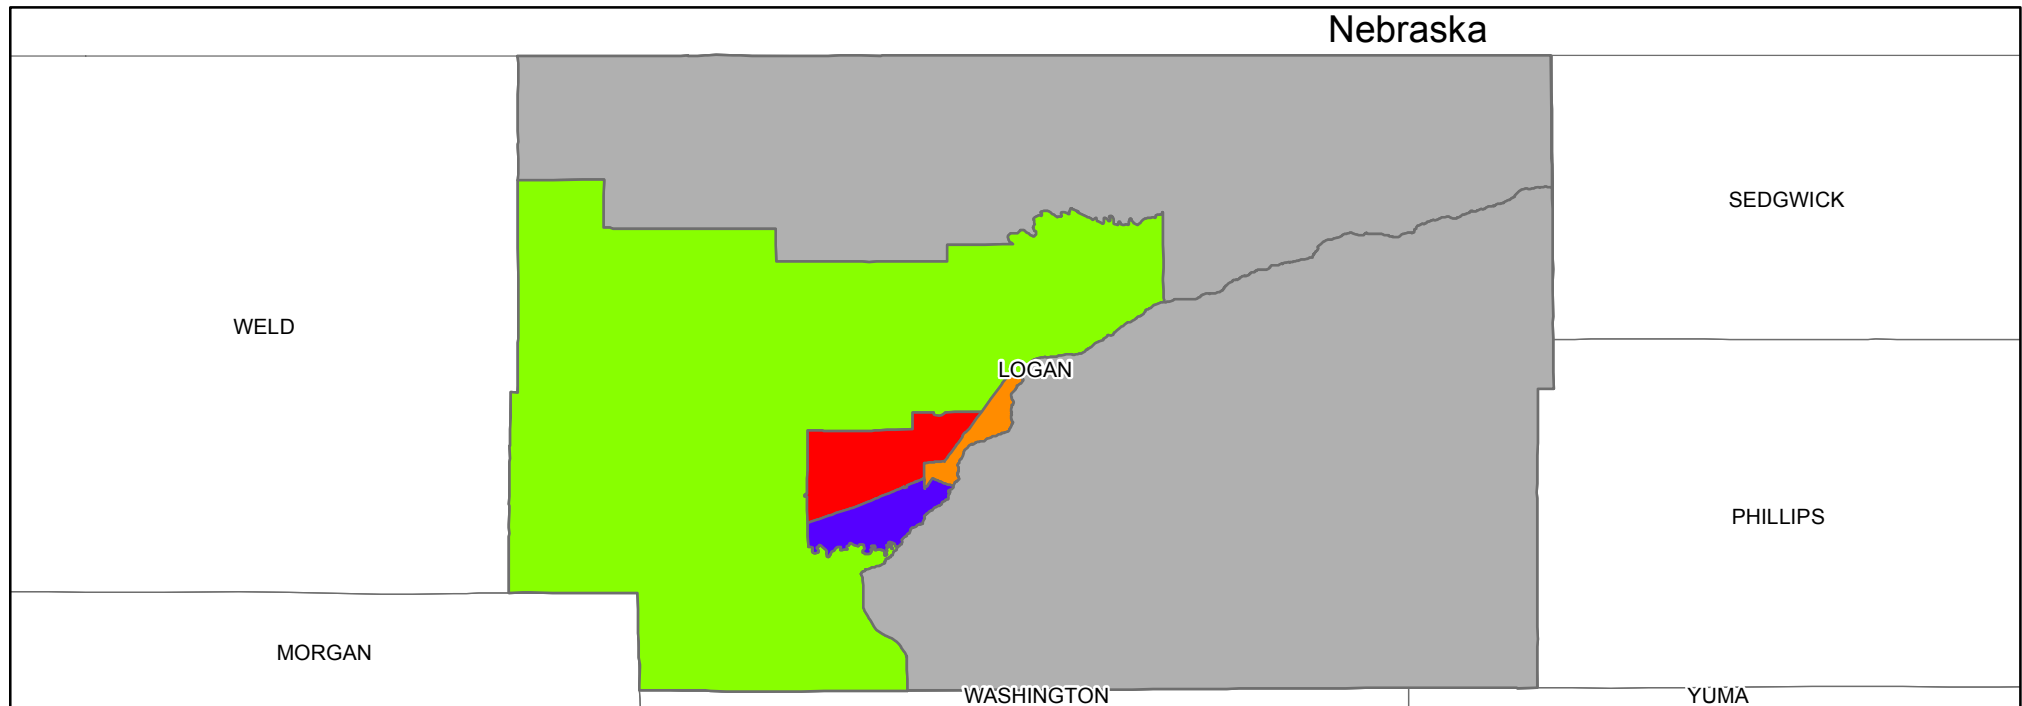 Nebraska
SEDGWICK
WELD
LOGAN
PHILLIPS
MORGAN
WASHINGTON
YUMA